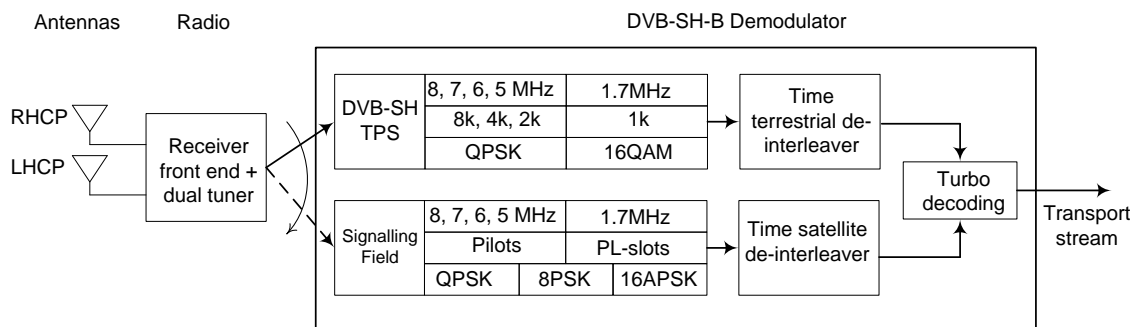 Antennas
Radio
DVB-SH-B Demodulator
RHCP
LHCP
Receiver
front end +
dual tuner
DVB-SH
TPS
8, 7, 6, 5 MHz
1.7MHz
8k, 4k, 2k
1k
QPSK
16QAM
Time
terrestrial de-
interleaver
Signalling
Field
8, 7, 6, 5 MHz
1.7MHz
Pilots
PL-slots
QPSK
8PSK
16APSK
Time satellite
de-interleaver
Turbo
decoding
Transport
stream